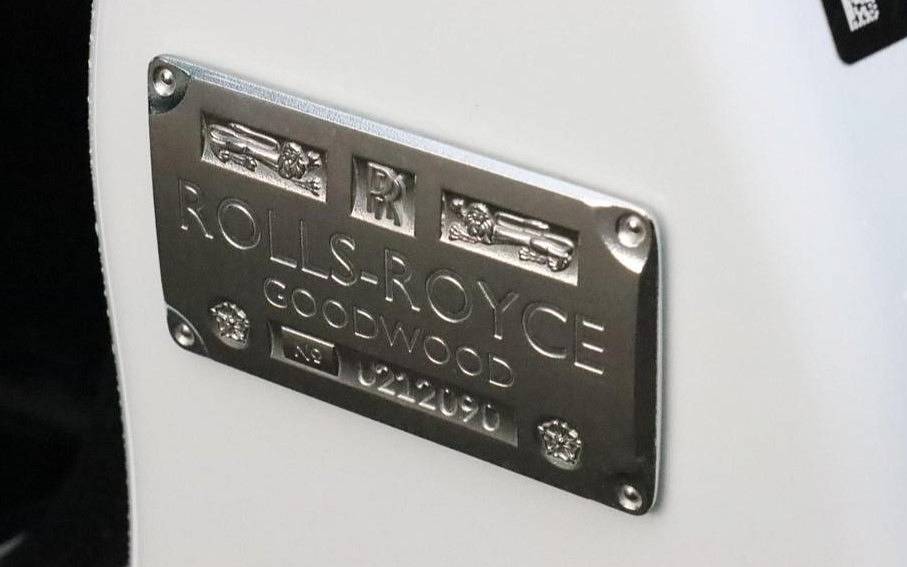 RR
ROLLS-ROYCE
GOODWOOD
No U212090